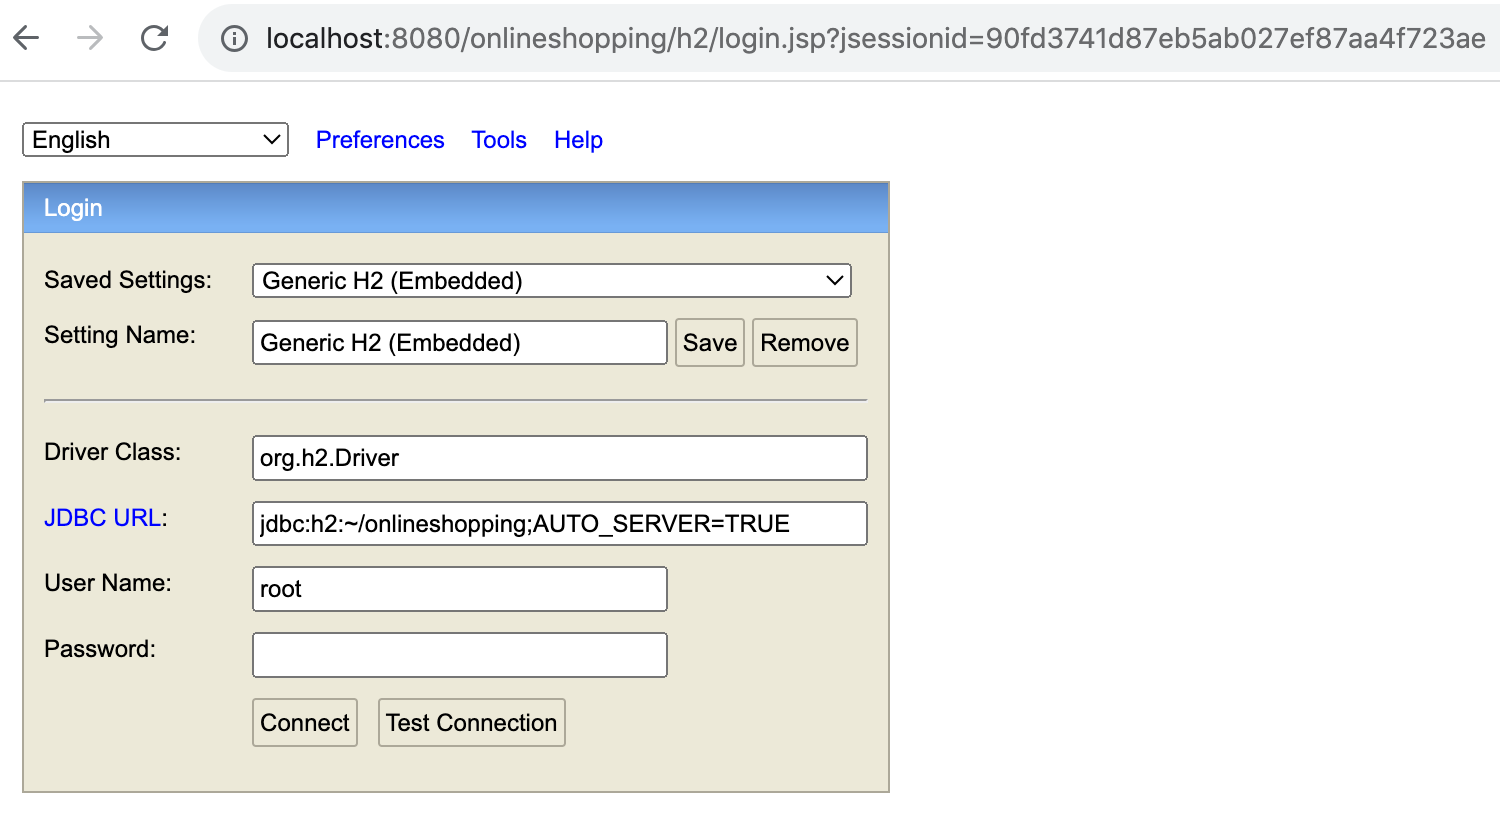 localhost:8080/onlineshopping/h2/login.jsp?jsessionid=90fd3741d87eb5ab027ef87aa4f723ae
English Preferences Tools Help
Login
Saved Settings: Generic H2 (Embedded)
Setting Name: Generic H2 (Embedded) Save Remove
Driver Class: org.h2.Driver
JDBC URL: jdbc:h2:~/onlineshopping;AUTO_SERVER=TRUE
User Name: root
Password:
Connect Test Connection